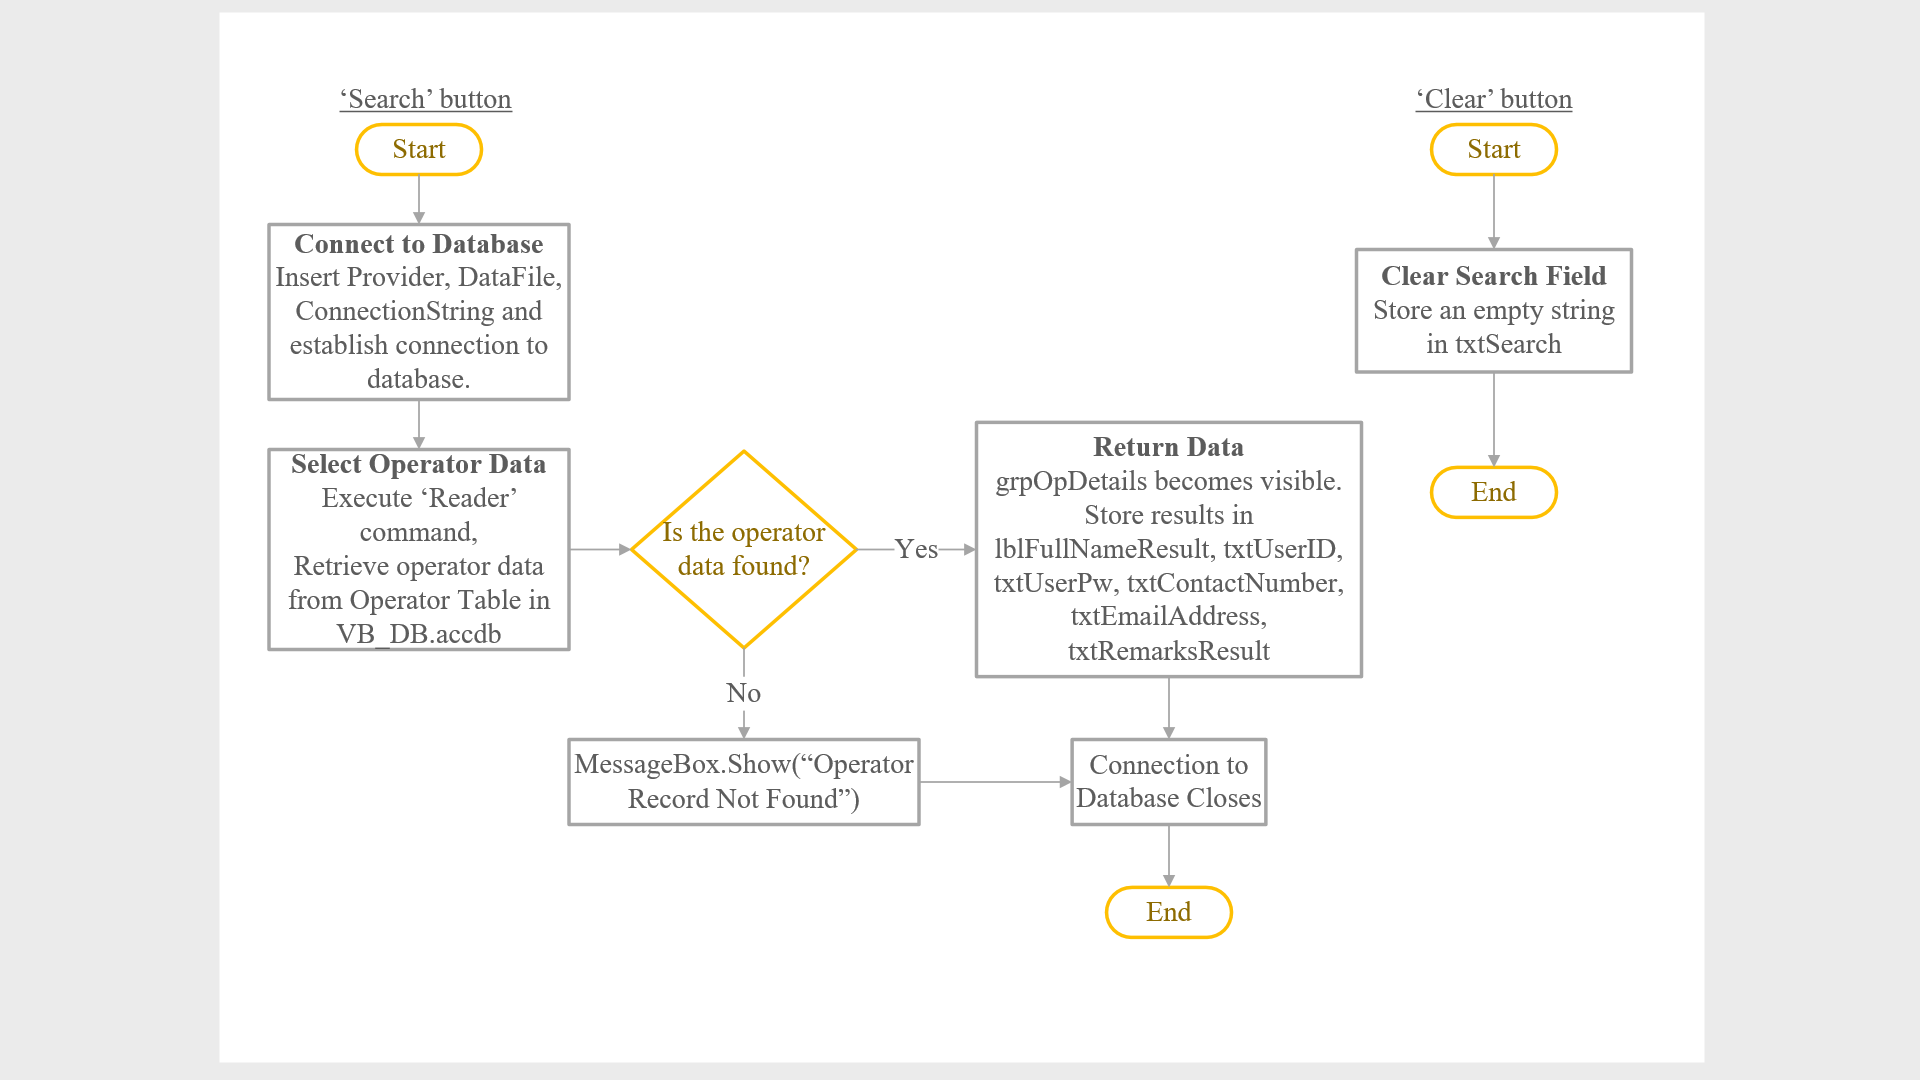 ‘Search’ button
Start
Connect to Database
Insert Provider, DataFile,
ConnectionString and
establish connection to
database.
Select Operator Data
Execute ‘Reader’
command,
Retrieve operator data
from Operator Table in
VB_DB.accdb
Is the operator
data found?
Yes
No
Return Data
grpOpDetails becomes visible.
Store results in
lblFullNameResult, txtUserID,
txtUserPw, txtContactNumber,
txtEmailAddress,
txtRemarksResult
MessageBox.Show(“Operator
Record Not Found”)
Connection to
Database Closes
End
‘Clear’ button
Start
Clear Search Field
Store an empty string
in txtSearch
End